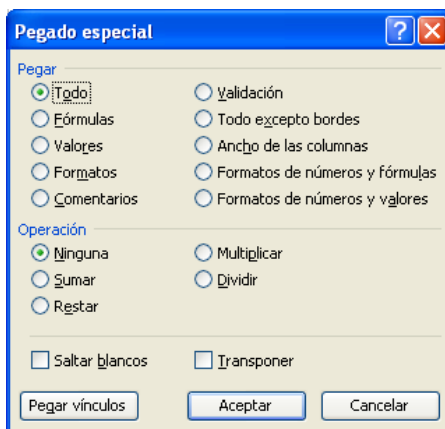 Pegado especial
Pegar
Todo
Validación
Fórmulas
Todo excepto bordes
Valores
Ancho de las columnas
Formatos
Formatos de números y fórmulas
Comentarios
Formatos de números y valores
Operación
Ninguna
Multiplicar
Sumar
Dividir
Restar
Saltar blancos
Transponer
Pegar vínculos
Aceptar
Cancelar